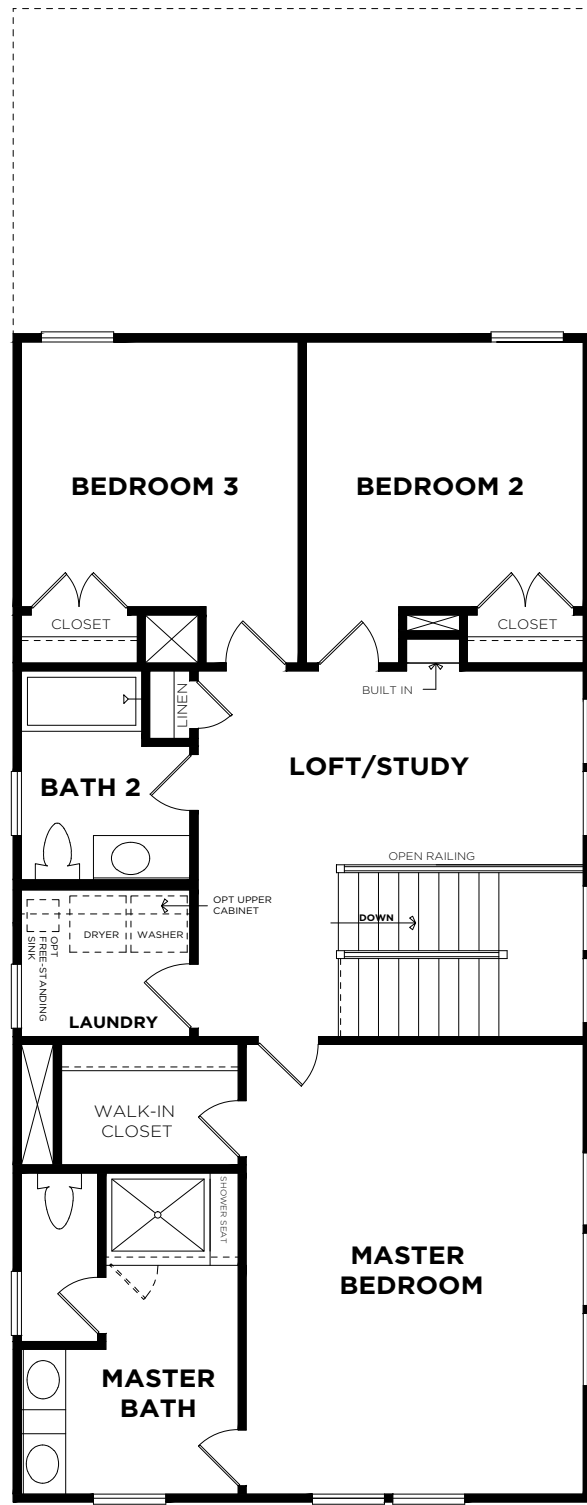 BEDROOM 3
BEDROOM 2
CLOSET
CLOSET
LINEN
BUILT IN
LOFT/STUDY
BATH 2
OPEN RAILING
OPT UPPER
CABINET
DOWN
DRYER
WASHER
OPT
FREE-STANDING
SINK
LAUNDRY
WALK-IN
CLOSET
SHOWER SEAT
MASTER
BEDROOM
MASTER
BATH